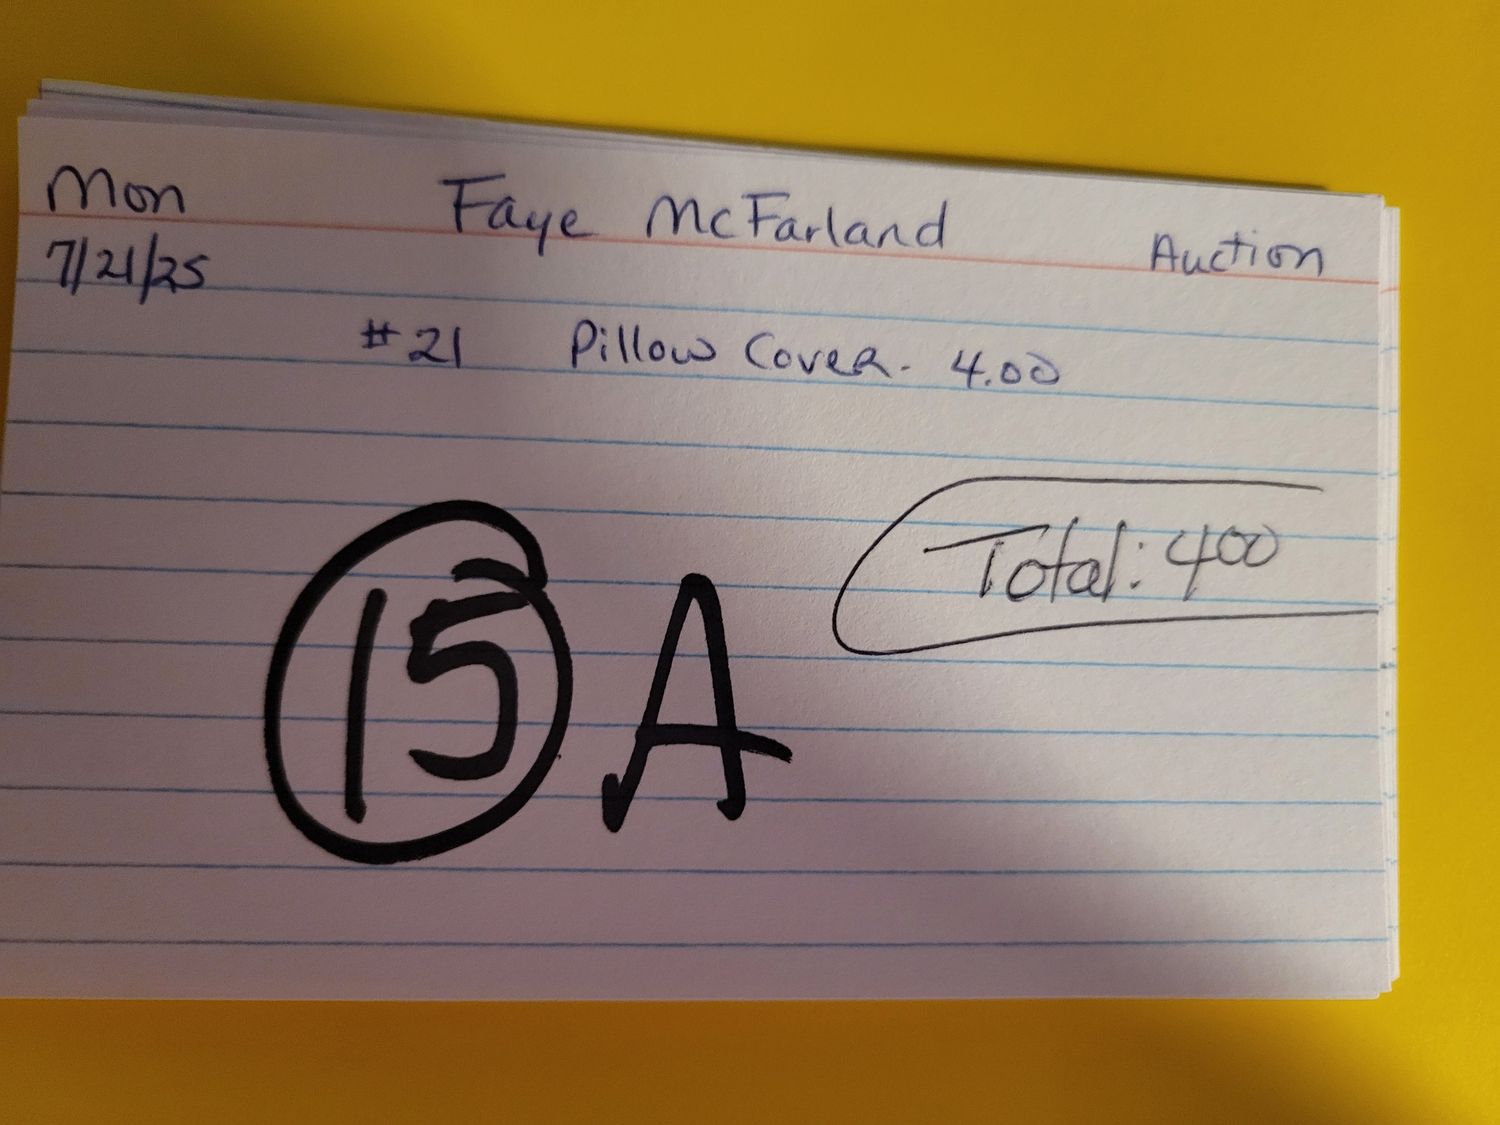 Mon Faye McFarland Auction
7/21/25
#21 Pillow Cover. 4.00
Total: 400
15 A